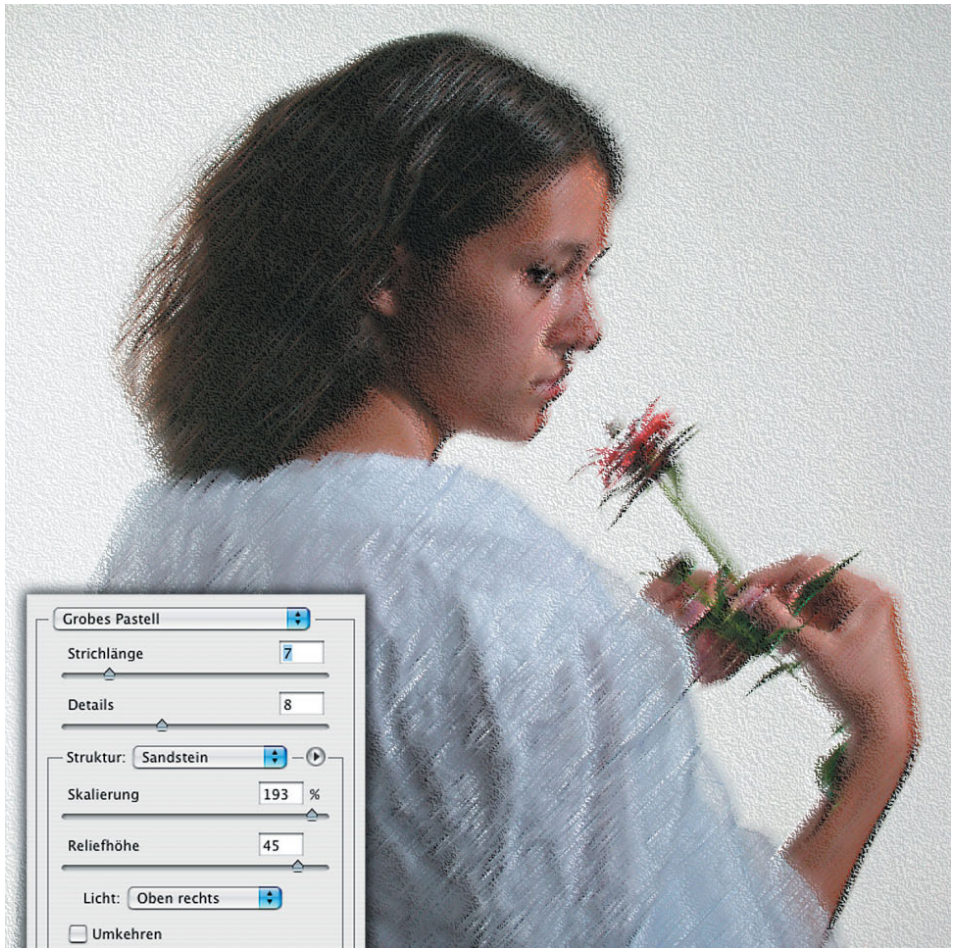 Grobes Pastell
Strichlänge 7
Details 8
Struktur: Sandstein
Skalierung 193 %
Reliefhöhe 45
Licht: Oben rechts
Umkehren